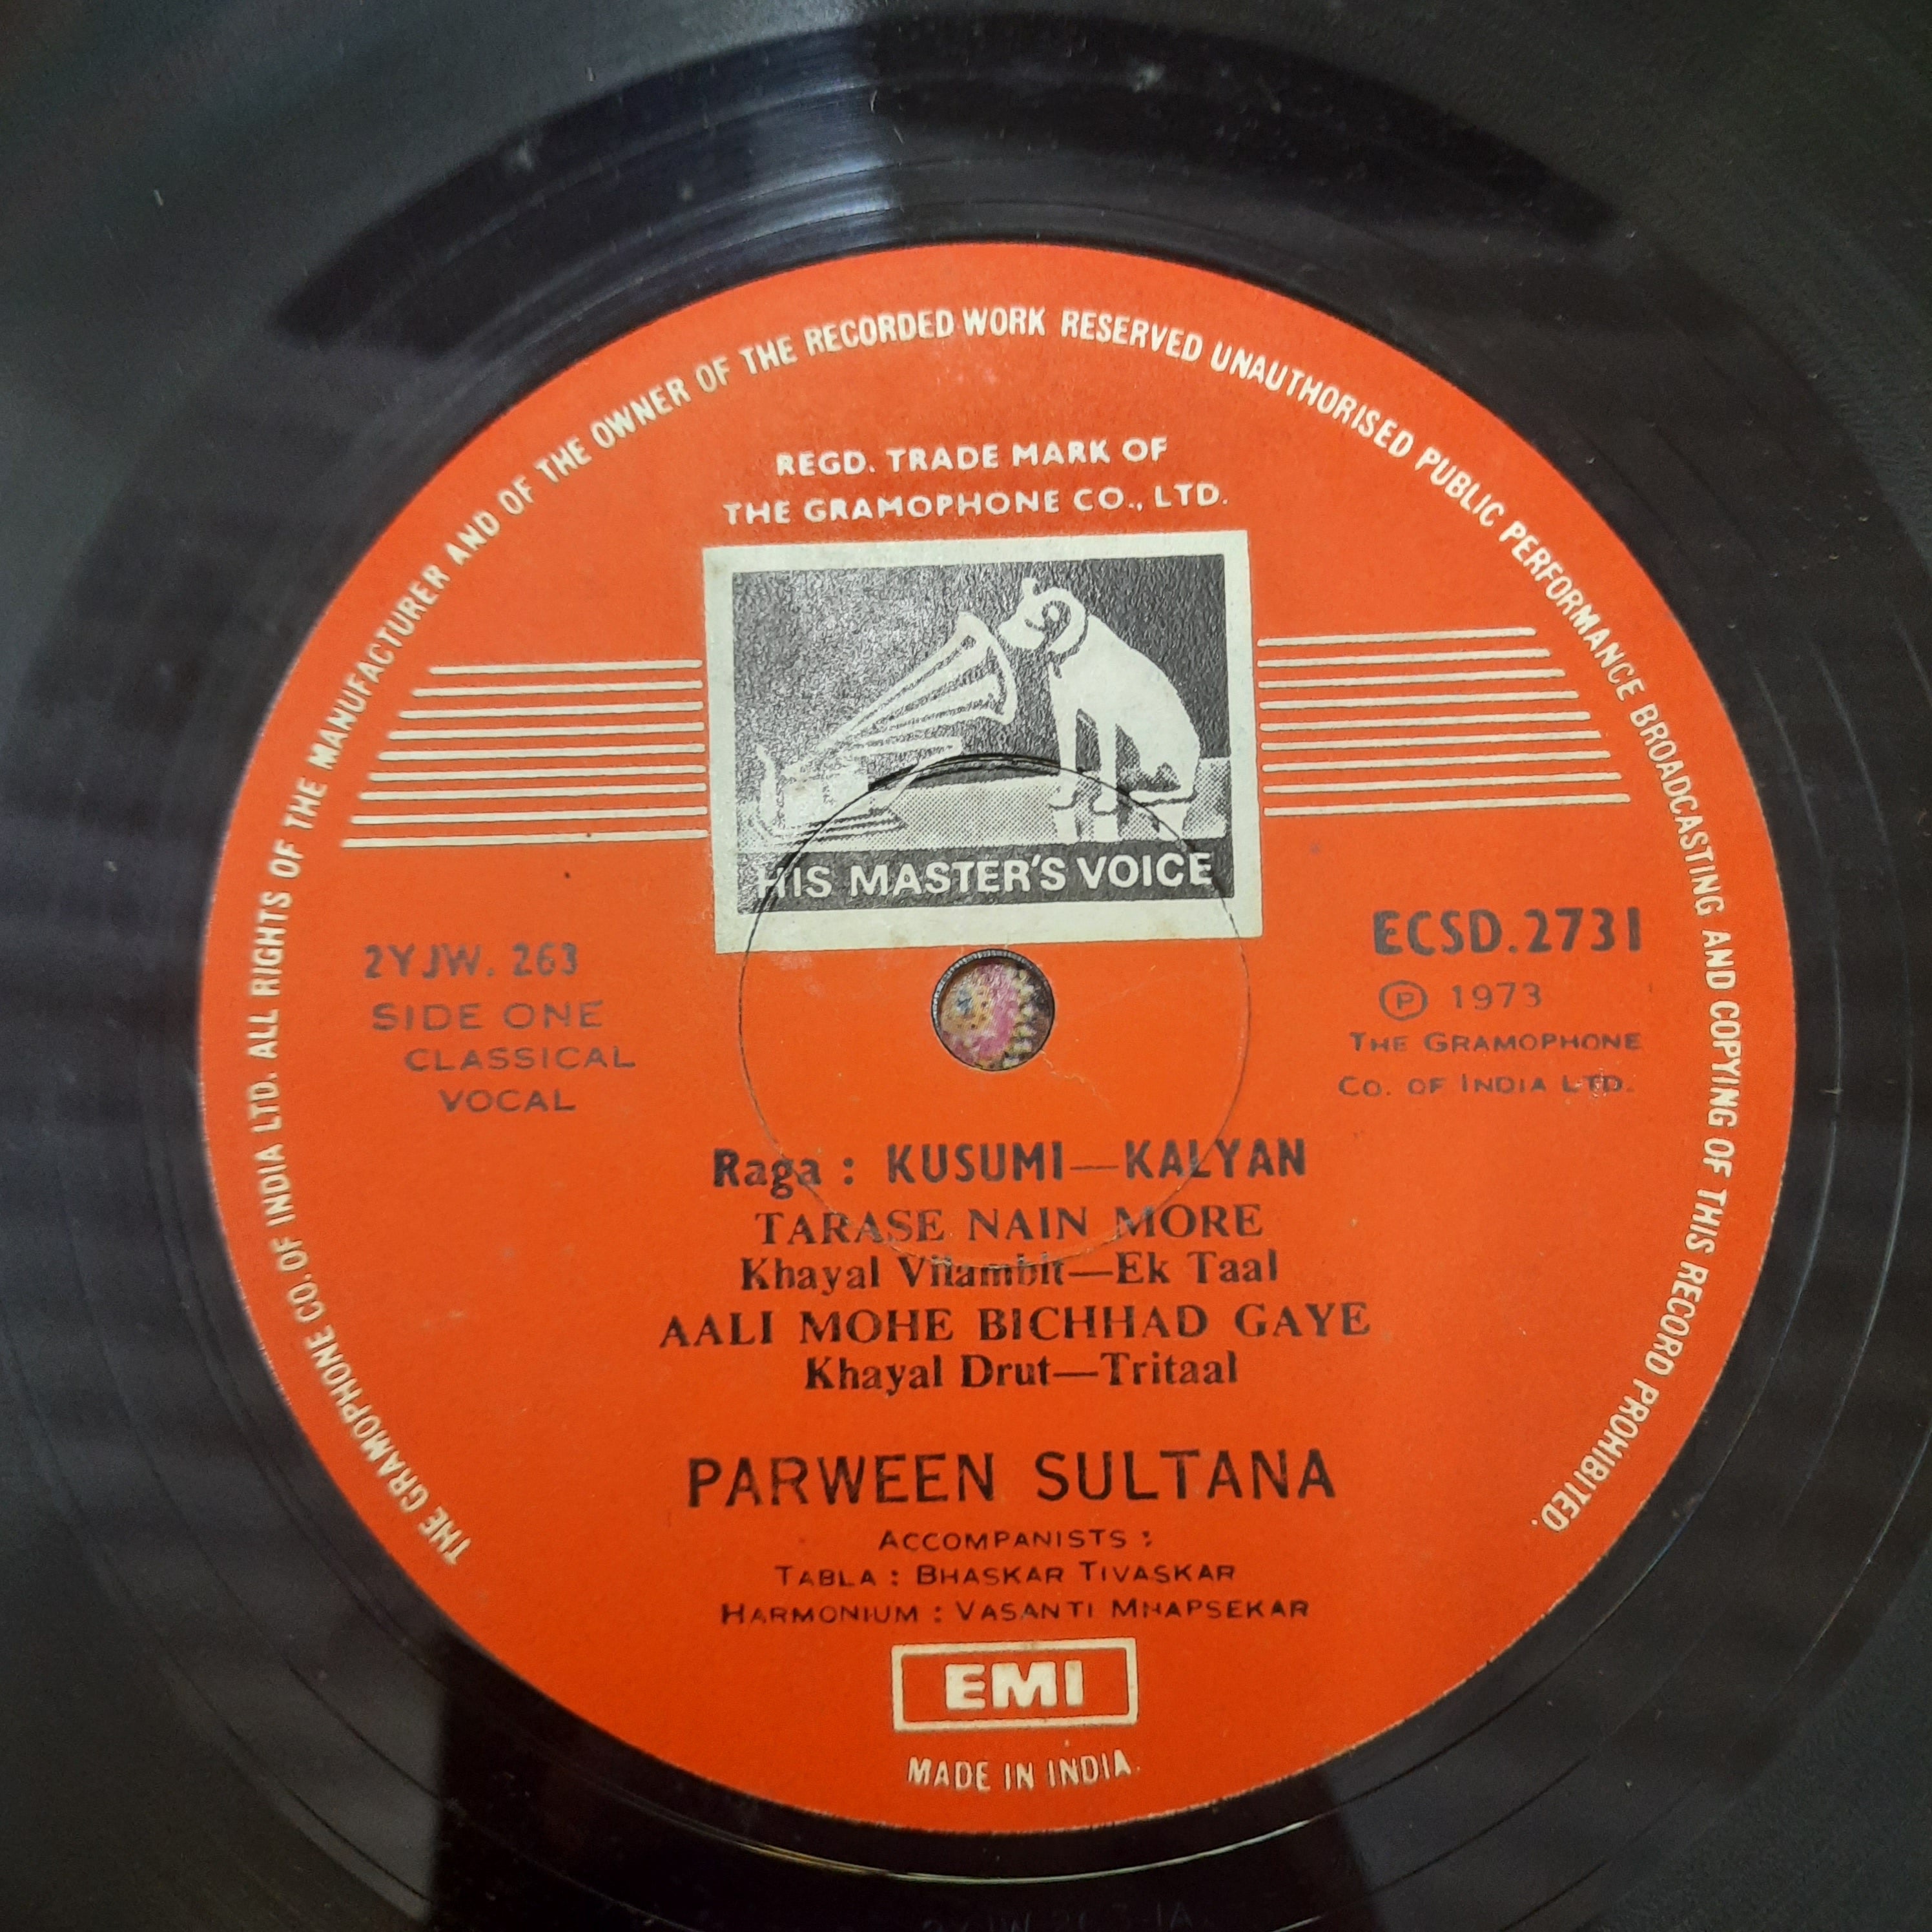 THE GRAMOPHONE CO. OF INDIA LTD. ALL RIGHTS OF THE MANUFACTURER AND OF THE OWNER OF THE RECORDED WORK RESERVED UNAUTHORISED PUBLIC PERFORMANCE BROADCASTING AND COPYING OF THIS RECORD PROHIBITED.
REGD. TRADE MARK OF
THE GRAMOPHONE CO., LTD.
HIS MASTER'S VOICE
2YJW. 263
SIDE ONE
CLASSICAL
VOCAL
ECSD.2731
Ⓟ 1973
THE GRAMOPHONE
CO. OF INDIA LTD.
Raga : KUSUMI—KALYAN
TARASE NAIN MORE
Khayal Vilambit—Ek Taal
AALI MOHE BICHHAD GAYE
Khayal Drut—Tritaal
PARWEEN SULTANA
ACCOMPANISTS :
TABLA : BHASKAR TIVASKAR
HARMONIUM : VASANTI MHAPSEKAR
EMI
MADE IN INDIA.